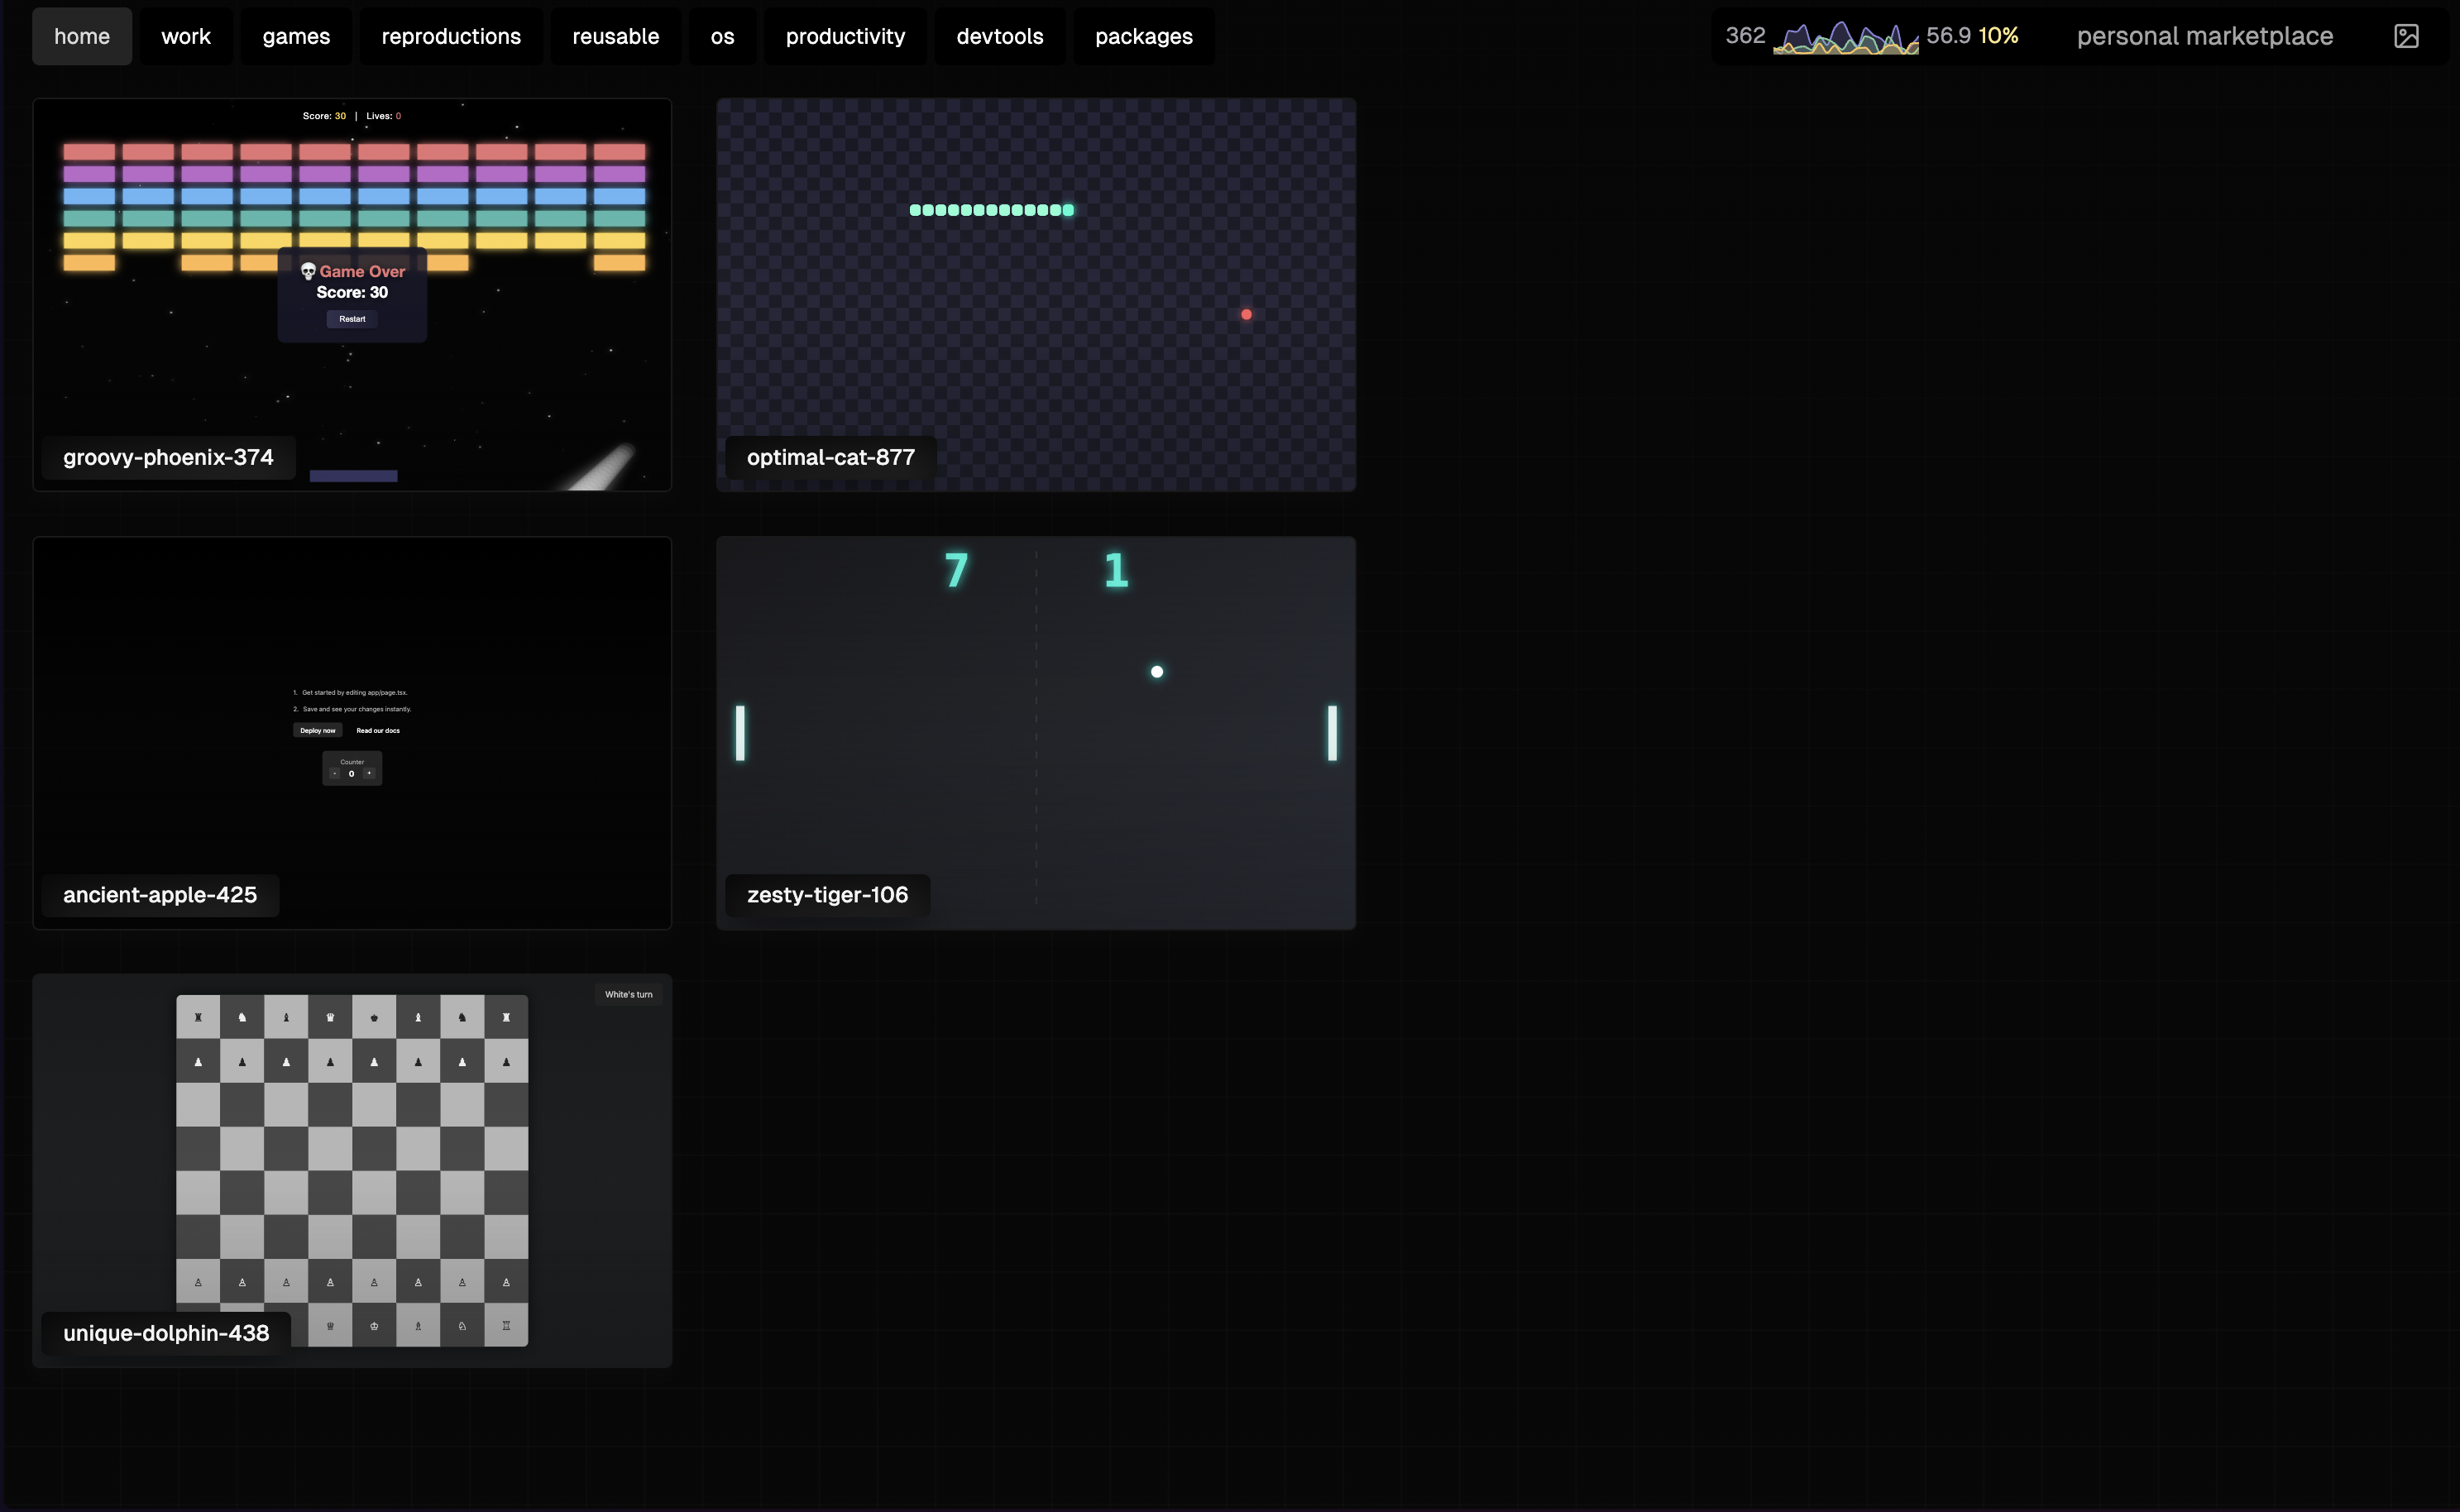 home work games reproductions reusable os productivity devtools packages 362 56.9 10% personal marketplace
Score: 30 | Lives: 0
💀Game Over
Score: 30
Restart
groovy-phoenix-374
optimal-cat-877
1. Get started by editing app/page.tsx.
2. Save and see your changes instantly.
Deploy now Read our docs
Counter
- 0 +
ancient-apple-425
7 1
zesty-tiger-106
White's turn
unique-dolphin-438